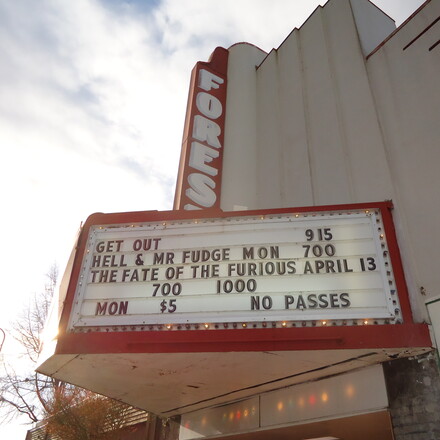 FORES
GET OUT 915
HELL & MR FUDGE MON 700
THE FATE OF THE FURIOUS APRIL 13
700 1000
MON $5 NO PASSES